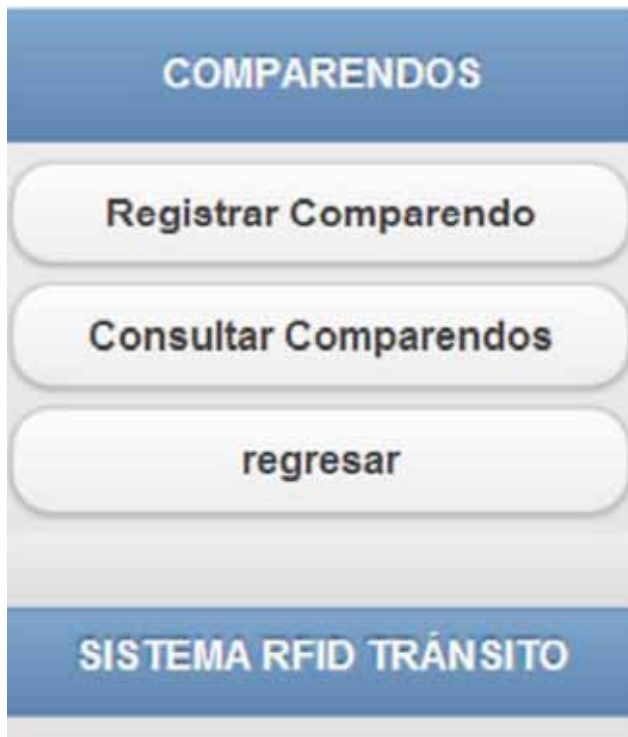 COMPARENDOS
Registrar Comparendo
Consultar Comparendos
regresar
SISTEMA RFID TRÁNSITO